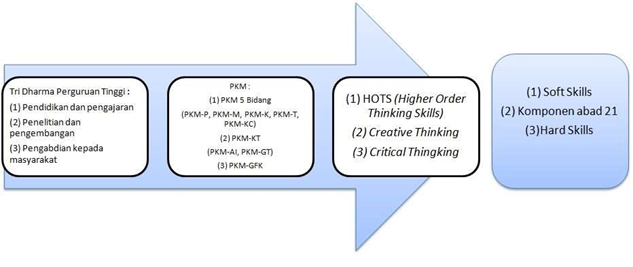 Tri Dharma Perguruan Tinggi :
(1) Pendidikan dan pengajaran
(2) Penelitian dan
pengembangan
(3) Pengabdian kepada
masyarakat
PKM :
(1) PKM 5 Bidang
(PKM-P, PKM-M, PKM-K, PKM-T,
PKM-KC)
(2) PKM-KT
(PKM-AI, PKM-GT)
(3) PKM-GFK
(1) HOTS (Higher Order
Thinking Skills)
(2) Creative Thinking
(3) Critical Thingking
(1) Soft Skills
(2) Komponen abad 21
(3)Hard Skills